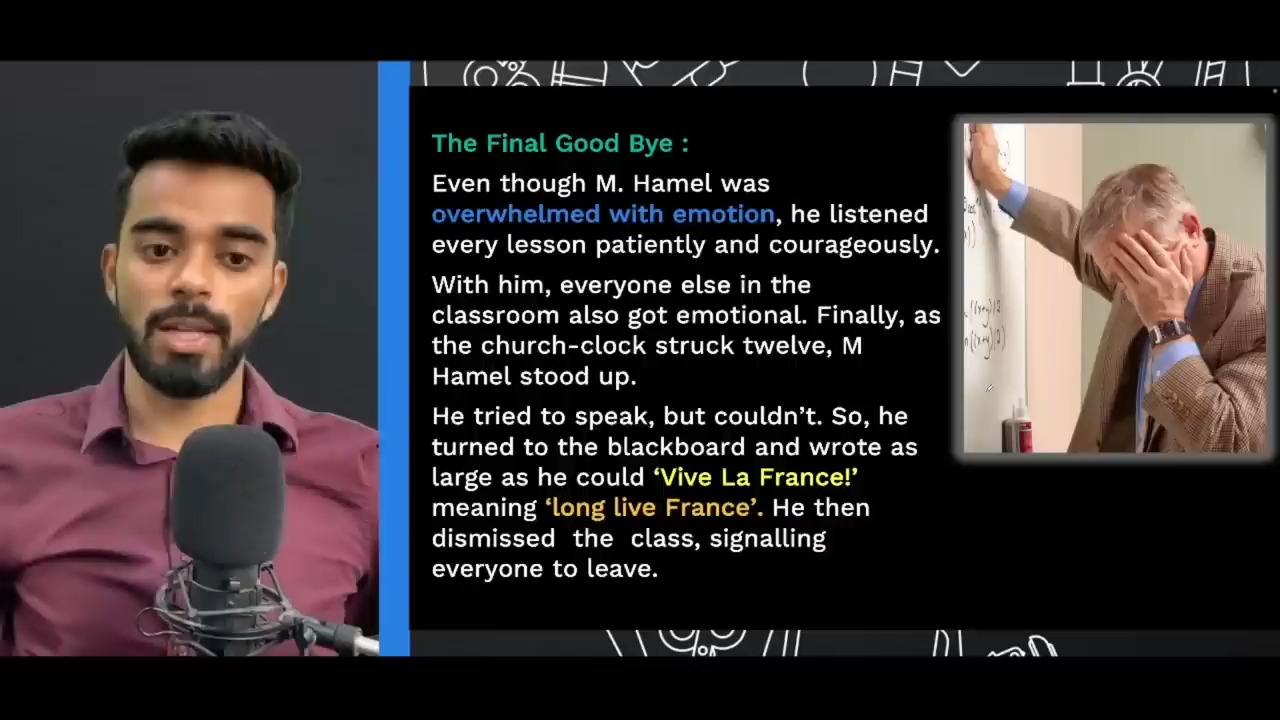 The Final Good Bye :
Even though M. Hamel was
overwhelmed with emotion, he listened
every lesson patiently and courageously.
With him, everyone else in the
classroom also got emotional. Finally, as
the church-clock struck twelve, M
Hamel stood up.
He tried to speak, but couldn’t. So, he
turned to the blackboard and wrote as
large as he could ‘Vive La France!’
meaning ‘long live France’. He then
dismissed the class, signalling
everyone to leave.